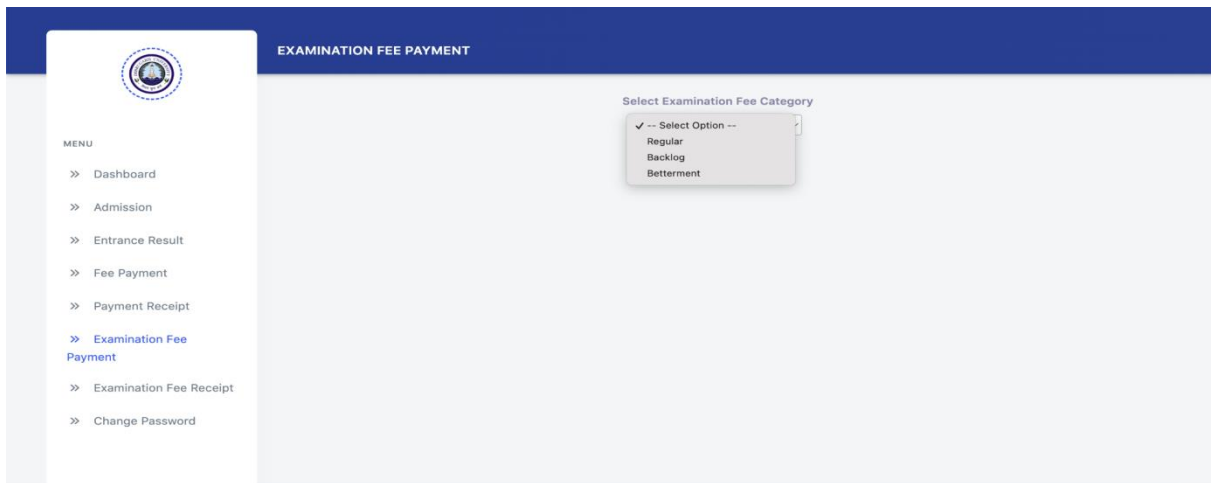 EXAMINATION FEE PAYMENT
MENU
» Dashboard
» Admission
» Entrance Result
» Fee Payment
» Payment Receipt
» Examination Fee
Payment
» Examination Fee Receipt
» Change Password
Select Examination Fee Category
✓ -- Select Option --
Regular
Backlog
Betterment